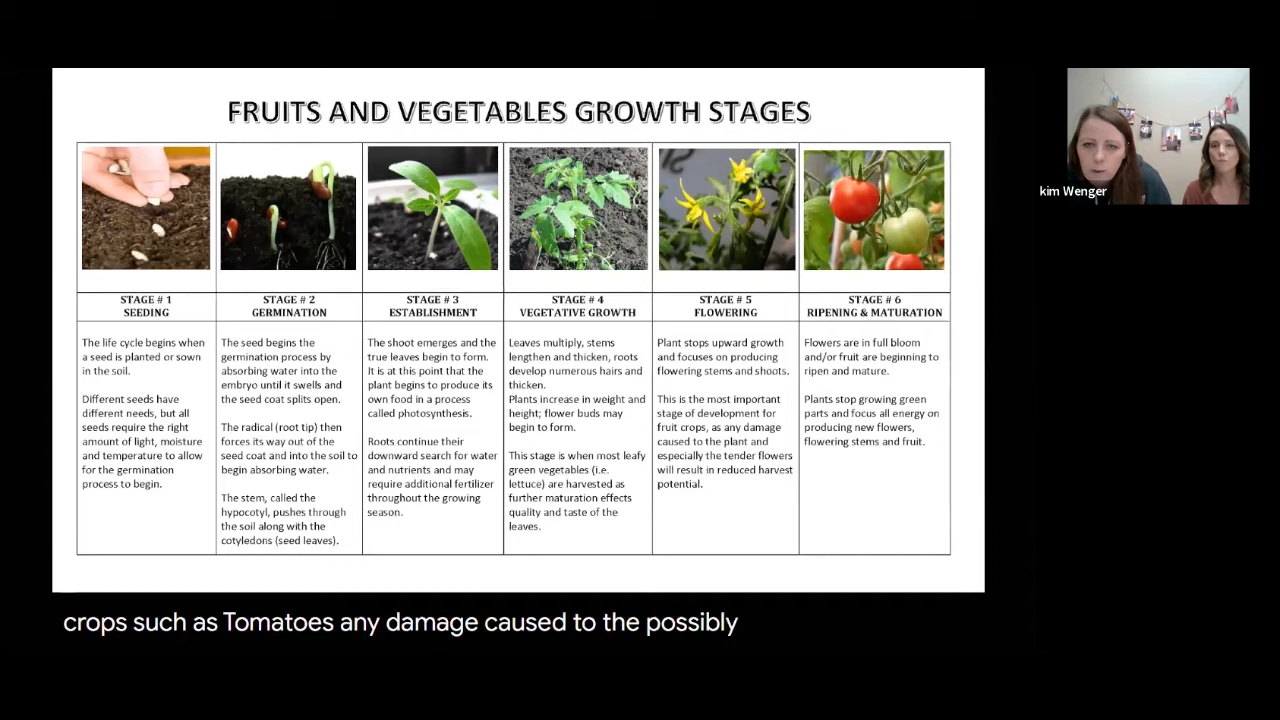 FRUITS AND VEGETABLES GROWTH STAGES
kim Wenger
STAGE # 1
SEEDING
STAGE # 2
GERMINATION
STAGE # 3
ESTABLISHMENT
STAGE # 4
VEGETATIVE GROWTH
STAGE # 5
FLOWERING
STAGE # 6
RIPENING & MATURATION
The life cycle begins when
a seed is planted or sown
in the soil.
Different seeds have
different needs, but all
seeds require the right
amount of light, moisture
and temperature to allow
for the germination
process to begin.
The seed begins the
germination process by
absorbing water into the
embryo until it swells and
the seed coat splits open.
The radical (root tip) then
forces its way out of the
seed coat and into the soil to
begin absorbing water.
The stem, called the
hypocotyl, pushes through
the soil along with the
cotyledons (seed leaves).
The shoot emerges and the
true leaves begin to form.
It is at this point that the
plant begins to produce its
own food in a process
called photosynthesis.
Roots continue their
downward search for water
and nutrients and may
require additional fertilizer
throughout the growing
season.
Leaves multiply, stems
lengthen and thicken, roots
develop numerous hairs and
thicken.
Plants increase in weight and
height; flower buds may
begin to form.
This stage is when most leafy
green vegetables (i.e.
lettuce) are harvested as
further maturation effects
quality and taste of the
leaves.
Plant stops upward growth
and focuses on producing
flowering stems and shoots.
This is the most important
stage of development for
fruit crops, as any damage
caused to the plant and
especially the tender flowers
will result in reduced harvest
potential.
Flowers are in full bloom
and/or fruit are beginning to
ripen and mature.
Plants stop growing green
parts and focus all energy on
producing new flowers,
flowering stems and fruit.
crops such as Tomatoes any damage caused to the possibly